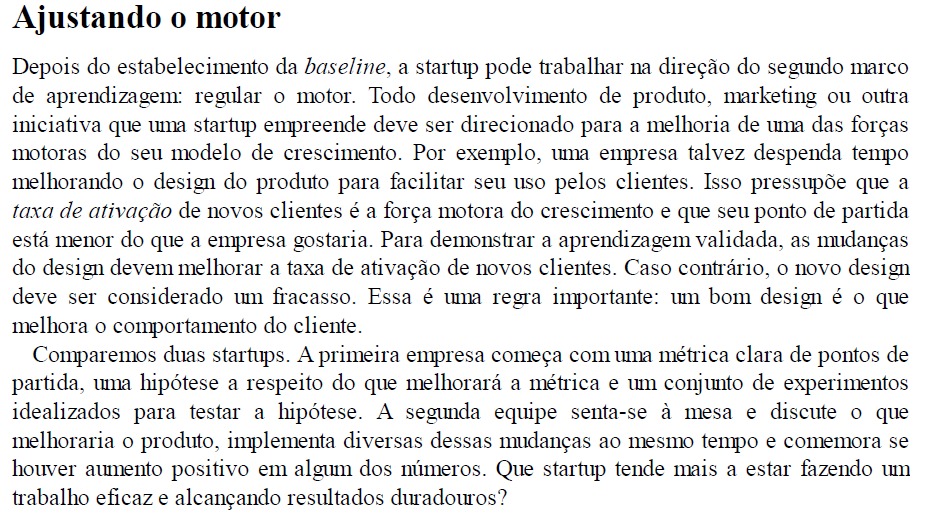 Ajustando o motor
Depois do estabelecimento da baseline, a startup pode trabalhar na direção do segundo marco
de aprendizagem: regular o motor. Todo desenvolvimento de produto, marketing ou outra
iniciativa que uma startup empreende deve ser direcionado para a melhoria de uma das forças
motoras do seu modelo de crescimento. Por exemplo, uma empresa talvez despenda tempo
melhorando o design do produto para facilitar seu uso pelos clientes. Isso pressupõe que a
taxa de ativação de novos clientes é a força motora do crescimento e que seu ponto de partida
está menor do que a empresa gostaria. Para demonstrar a aprendizagem validada, as mudanças
do design devem melhorar a taxa de ativação de novos clientes. Caso contrário, o novo design
deve ser considerado um fracasso. Essa é uma regra importante: um bom design é o que
melhora o comportamento do cliente.
Comparemos duas startups. A primeira empresa começa com uma métrica clara de pontos de
partida, uma hipótese a respeito do que melhorará a métrica e um conjunto de experimentos
idealizados para testar a hipótese. A segunda equipe senta-se à mesa e discute o que
melhoraria o produto, implementa diversas dessas mudanças ao mesmo tempo e comemora se
houver aumento positivo em algum dos números. Que startup tende mais a estar fazendo um
trabalho eficaz e alcançando resultados duradouros?